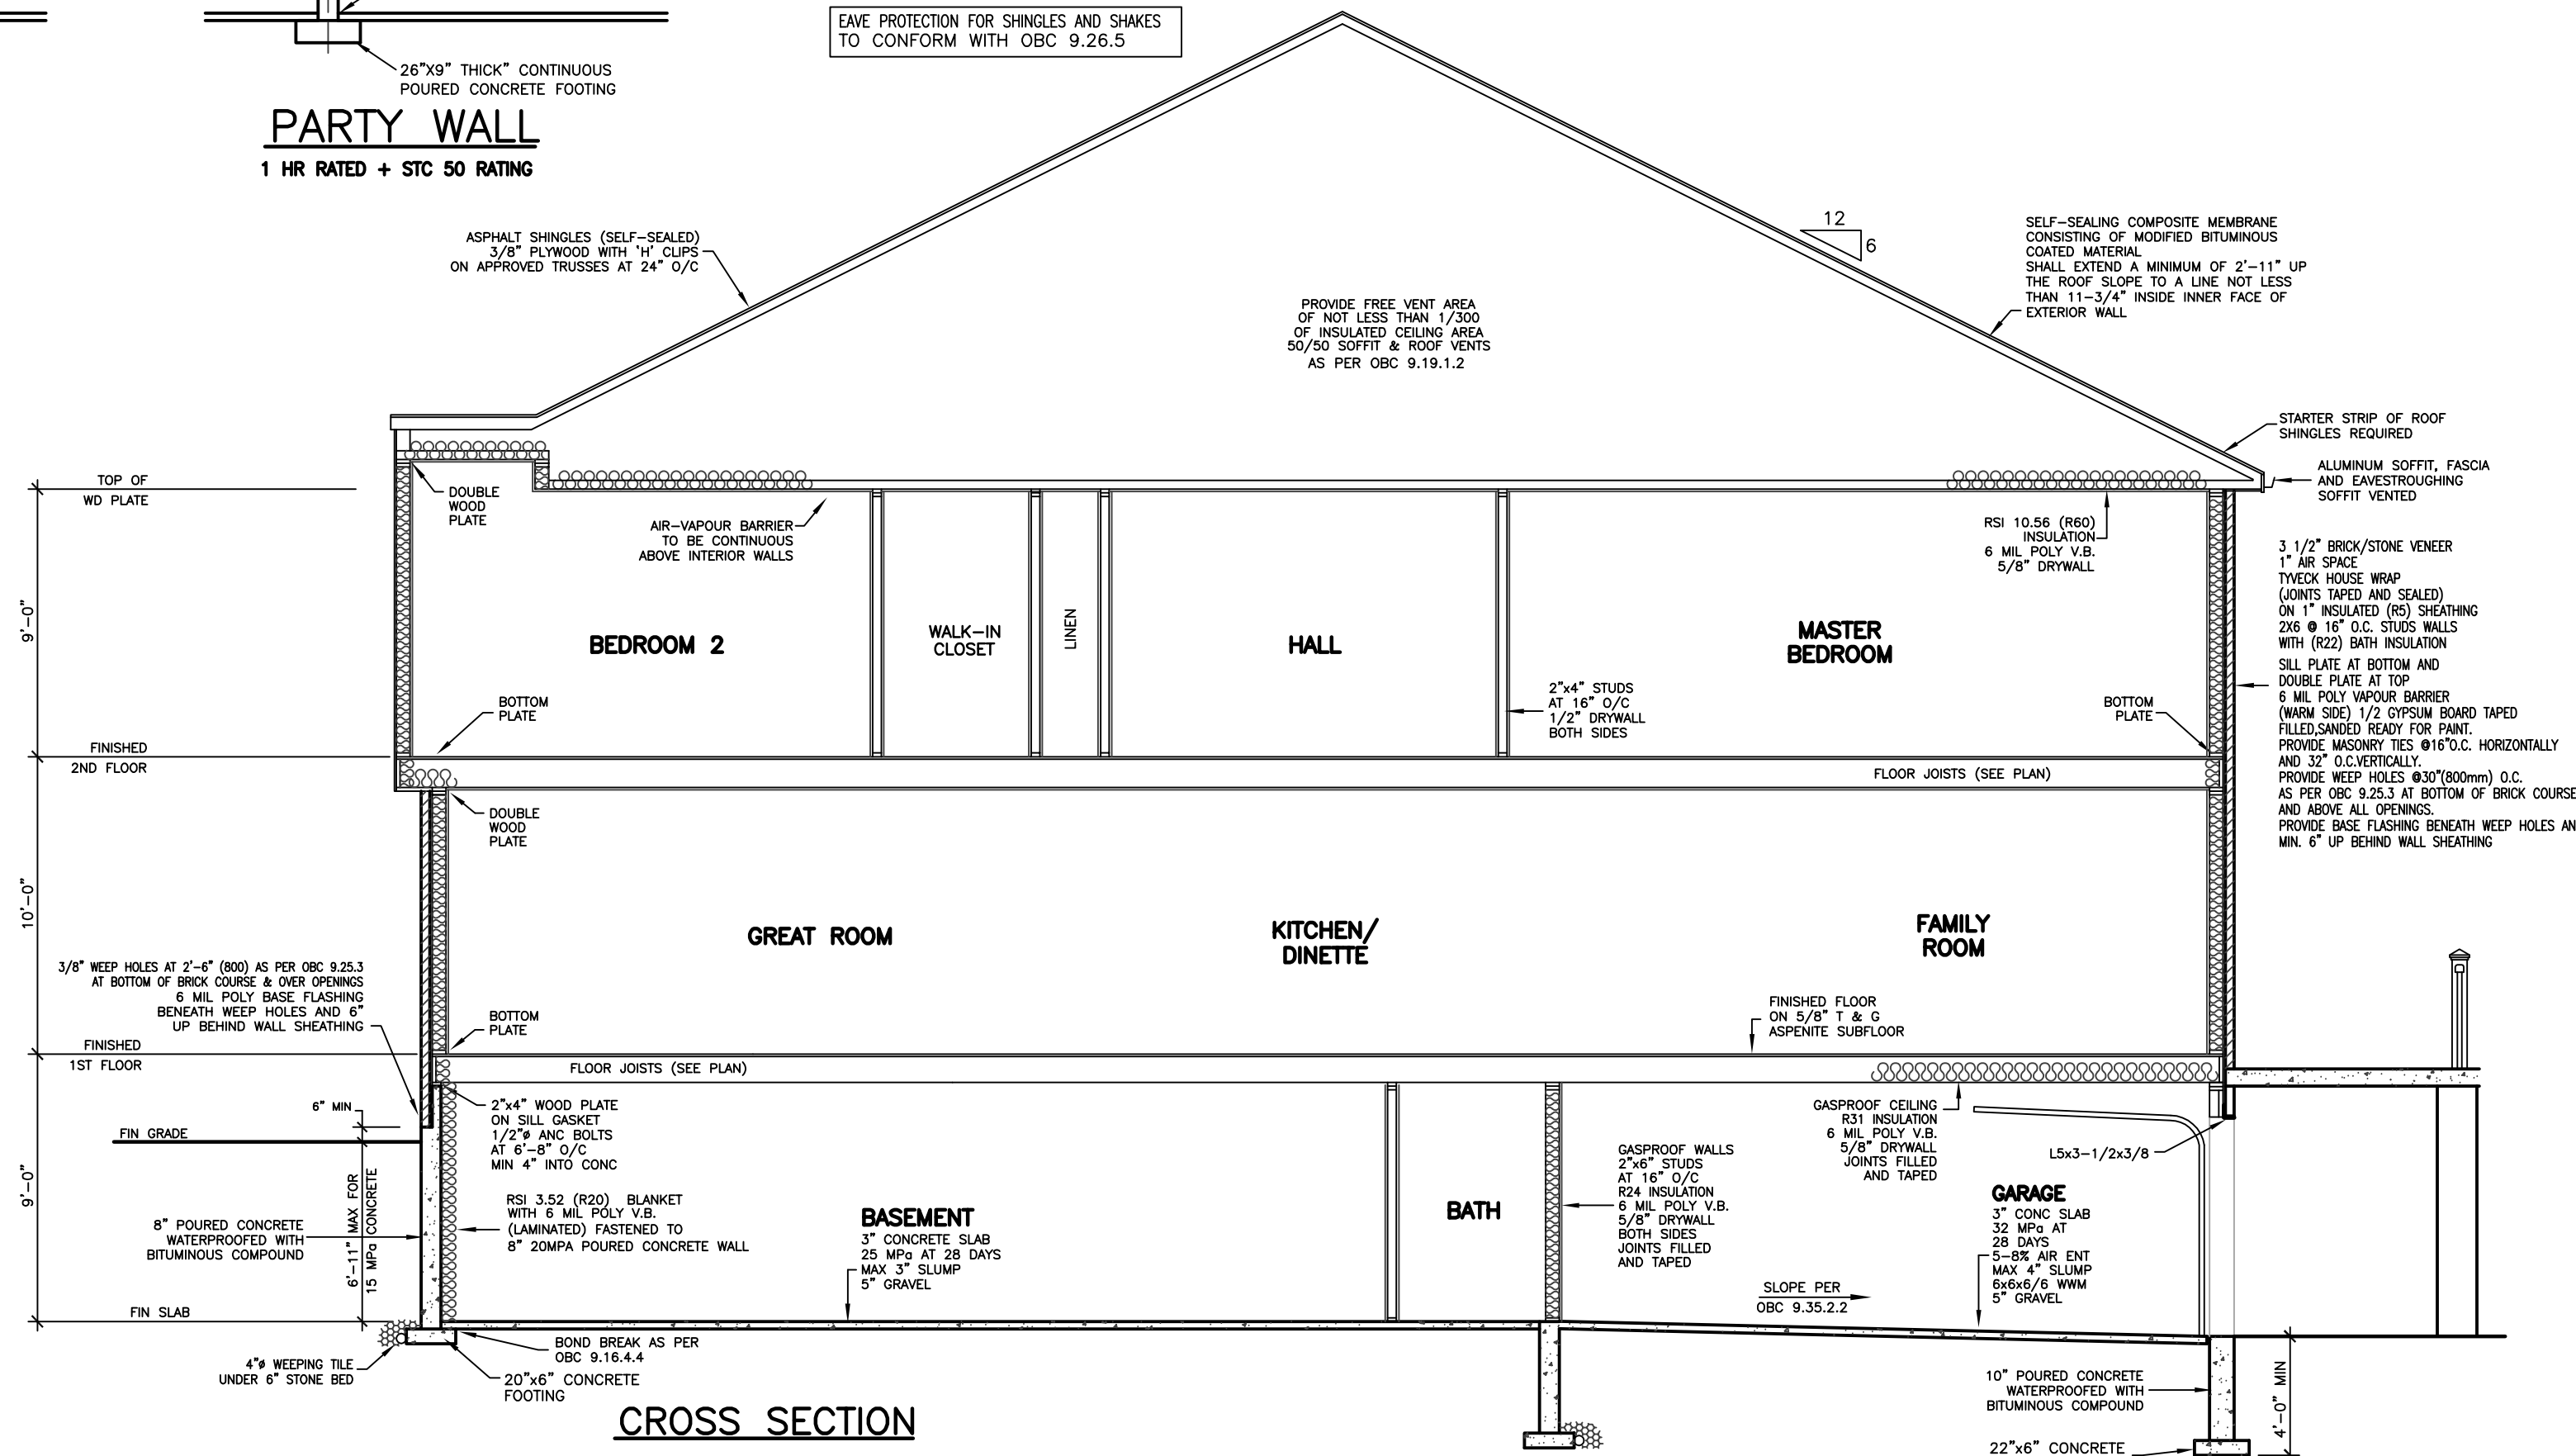 26"X9" THICK" CONTINUOUS
POURED CONCRETE FOOTING
PARTY WALL
1 HR RATED + STC 50 RATING
EAVE PROTECTION FOR SHINGLES AND SHAKES
TO CONFORM WITH OBC 9.26.5
ASPHALT SHINGLES (SELF-SEALED)
3/8" PLYWOOD WITH 'H' CLIPS
ON APPROVED TRUSSES AT 24" O/C
PROVIDE FREE VENT AREA
OF NOT LESS THAN 1/300
OF INSULATED CEILING AREA
50/50 SOFFIT & ROOF VENTS
AS PER OBC 9.19.1.2
12
6
SELF-SEALING COMPOSITE MEMBRANE
CONSISTING OF MODIFIED BITUMINOUS
COATED MATERIAL
SHALL EXTEND A MINIMUM OF 2'-11" UP
THE ROOF SLOPE TO A LINE NOT LESS
THAN 11-3/4" INSIDE INNER FACE OF
EXTERIOR WALL
STARTER STRIP OF ROOF
SHINGLES REQUIRED
ALUMINUM SOFFIT, FASCIA
AND EAVESTROUGHING
SOFFIT VENTED
TOP OF
WD PLATE
DOUBLE
WOOD
PLATE
AIR-VAPOUR BARRIER
TO BE CONTINUOUS
ABOVE INTERIOR WALLS
RSI 10.56 (R60)
INSULATION
6 MIL POLY V.B.
5/8" DRYWALL
3 1/2" BRICK/STONE VENEER
1" AIR SPACE
TYVECK HOUSE WRAP
(JOINTS TAPED AND SEALED)
ON 1" INSULATED (R5) SHEATHING
2X6 @ 16" O.C. STUDS WALLS
WITH (R22) BATH INSULATION
SILL PLATE AT BOTTOM AND
DOUBLE PLATE AT TOP
6 MIL POLY VAPOUR BARRIER
(WARM SIDE) 1/2 GYPSUM BOARD TAPED
FILLED,SANDED READY FOR PAINT.
PROVIDE MASONRY TIES @16"O.C. HORIZONTALLY
AND 32" O.C.VERTICALLY.
PROVIDE WEEP HOLES @30"(800mm) O.C.
AS PER OBC 9.25.3 AT BOTTOM OF BRICK COURSE
AND ABOVE ALL OPENINGS.
PROVIDE BASE FLASHING BENEATH WEEP HOLES AN
MIN. 6" UP BEHIND WALL SHEATHING
9'-0"
BEDROOM 2
WALK-IN
CLOSET
LINEN
HALL
MASTER
BEDROOM
BOTTOM
PLATE
2"x4" STUDS
AT 16" O/C
1/2" DRYWALL
BOTH SIDES
BOTTOM
PLATE
FINISHED
2ND FLOOR
FLOOR JOISTS (SEE PLAN)
DOUBLE
WOOD
PLATE
10'-0"
GREAT ROOM
KITCHEN/
DINETTE
FAMILY
ROOM
3/8" WEEP HOLES AT 2'-6" (800) AS PER OBC 9.25.3
AT BOTTOM OF BRICK COURSE & OVER OPENINGS
6 MIL POLY BASE FLASHING
BENEATH WEEP HOLES AND 6"
UP BEHIND WALL SHEATHING
BOTTOM
PLATE
FINISHED FLOOR
ON 5/8" T & G
ASPENITE SUBFLOOR
FINISHED
1ST FLOOR
FLOOR JOISTS (SEE PLAN)
6" MIN
FIN GRADE
2"x4" WOOD PLATE
ON SILL GASKET
1/2"ø ANC BOLTS
AT 6'-8" O/C
MIN 4" INTO CONC
GASPROOF CEILING
R31 INSULATION
6 MIL POLY V.B.
5/8" DRYWALL
JOINTS FILLED
AND TAPED
L5x3-1/2x3/8
GASPROOF WALLS
2"x6" STUDS
AT 16" O/C
R24 INSULATION
6 MIL POLY V.B.
5/8" DRYWALL
BOTH SIDES
JOINTS FILLED
AND TAPED
9'-0"
6'-11" MAX FOR
15 MPa CONCRETE
8" POURED CONCRETE
WATERPROOFED WITH
BITUMINOUS COMPOUND
RSI 3.52 (R20) BLANKET
WITH 6 MIL POLY V.B.
(LAMINATED) FASTENED TO
8" 20MPA POURED CONCRETE WALL
BASEMENT
3" CONCRETE SLAB
25 MPa AT 28 DAYS
MAX 3" SLUMP
5" GRAVEL
BATH
GARAGE
3" CONC SLAB
32 MPa AT
28 DAYS
5-8% AIR ENT
MAX 4" SLUMP
6x6x6/6 WWM
5" GRAVEL
SLOPE PER
OBC 9.35.2.2
FIN SLAB
BOND BREAK AS PER
OBC 9.16.4.4
4"ø WEEPING TILE
UNDER 6" STONE BED
20"x6" CONCRETE
FOOTING
10" POURED CONCRETE
WATERPROOFED WITH
BITUMINOUS COMPOUND
4'-0" MIN
22"x6" CONCRETE
CROSS SECTION